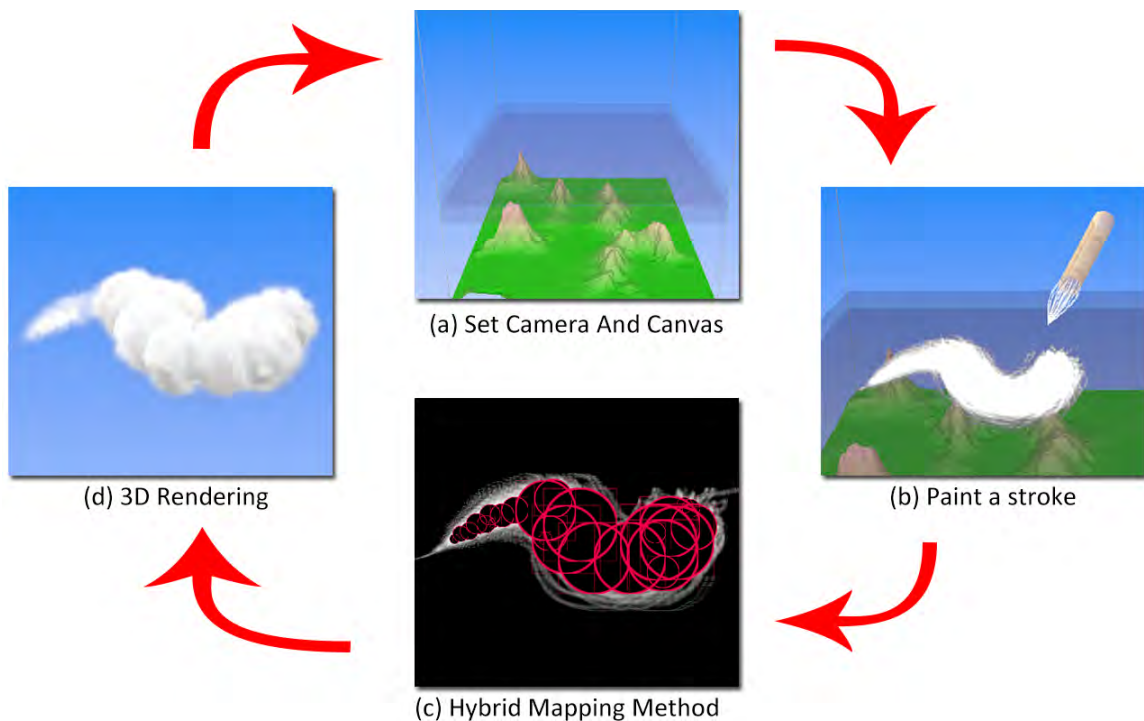 (a) Set Camera And Canvas
(b) Paint a stroke
(c) Hybrid Mapping Method
(d) 3D Rendering